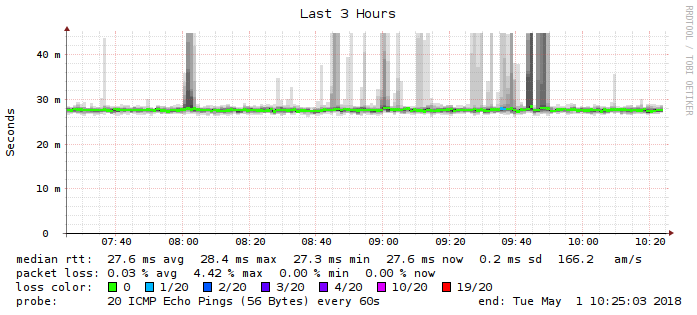 Last 3 Hours
RRDTOOL / TOBI OETIKER
Seconds
40 m
30 m
20 m
10 m
0
07:40 08:00 08:20 08:40 09:00 09:20 09:40 10:00 10:20
median rtt: 27.6 ms avg 28.4 ms max 27.3 ms min 27.6 ms now 0.2 ms sd 166.2 am/s
packet loss: 0.03 % avg 4.42 % max 0.00 % min 0.00 % now
loss color: 0 1/20 2/20 3/20 4/20 10/20 19/20
probe: 20 ICMP Echo Pings (56 Bytes) every 60s end: Tue May 1 10:25:03 2018